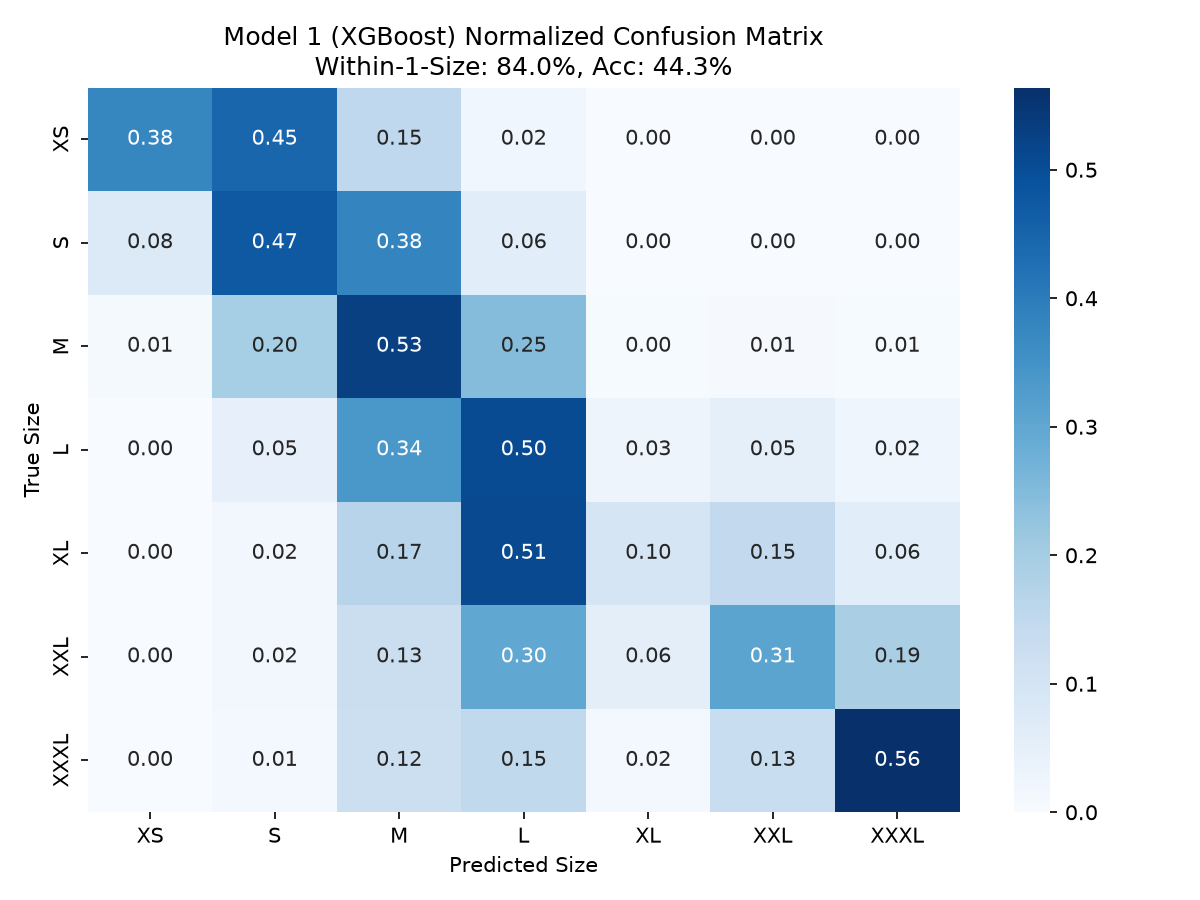 Model 1 (XGBoost) Normalized Confusion Matrix
Within-1-Size: 84.0%, Acc: 44.3%
True Size
XS 0.38 0.45 0.15 0.02 0.00 0.00 0.00
S 0.08 0.47 0.38 0.06 0.00 0.00 0.00
M 0.01 0.20 0.53 0.25 0.00 0.01 0.01
L 0.00 0.05 0.34 0.50 0.03 0.05 0.02
XL 0.00 0.02 0.17 0.51 0.10 0.15 0.06
XXL 0.00 0.02 0.13 0.30 0.06 0.31 0.19
XXXL 0.00 0.01 0.12 0.15 0.02 0.13 0.56
XS S M L XL XXL XXXL
Predicted Size
0.5
0.4
0.3
0.2
0.1
0.0